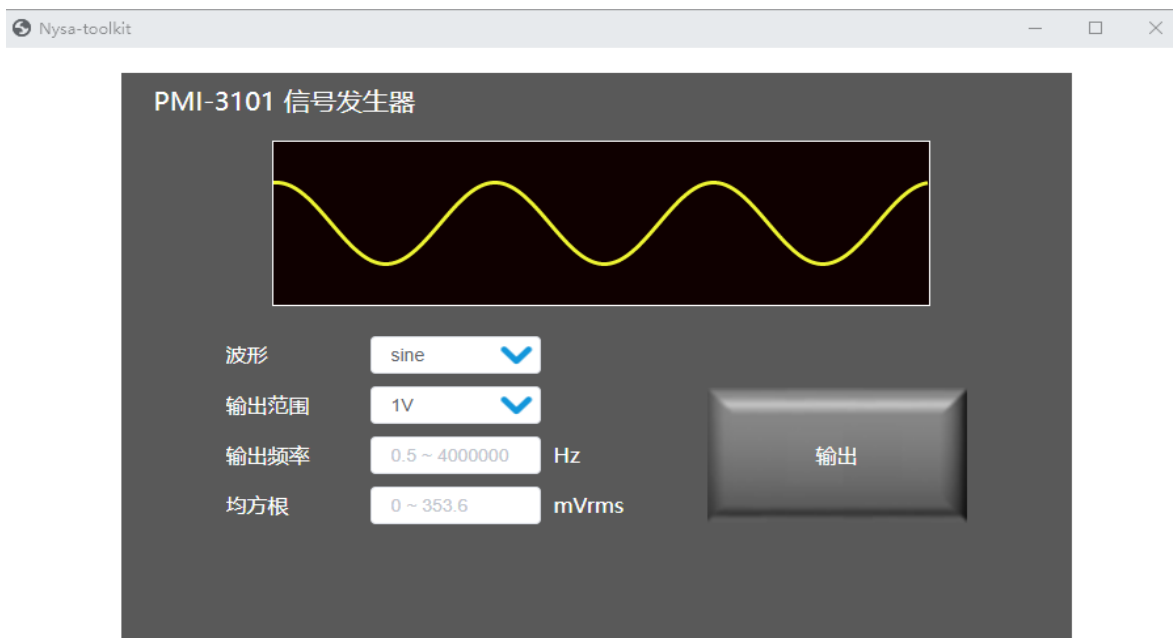 Nysa-toolkit
PMI-3101 信号发生器
波形 sine
输出范围 1V
输出频率 0.5 ~ 4000000 Hz
输出
均方根 0 ~ 353.6 mVrms